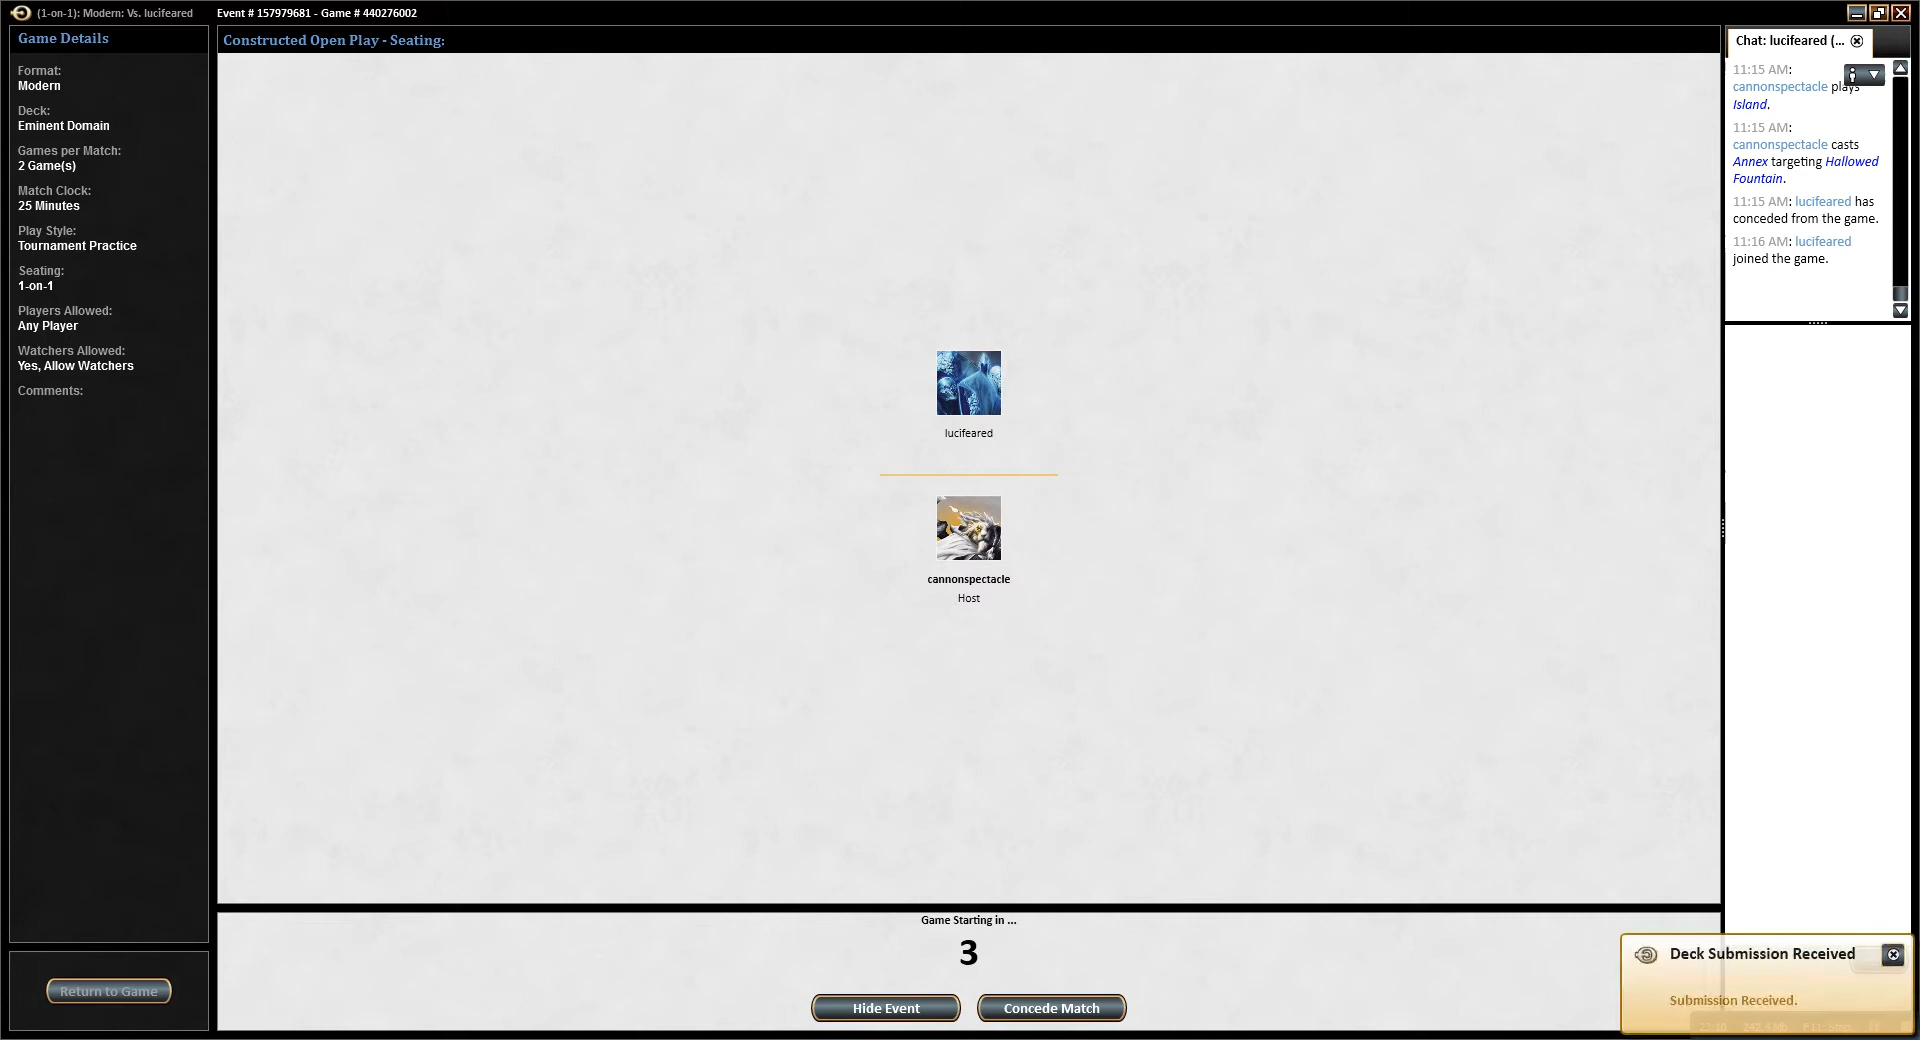 (1-on-1): Modern: Vs. lucifeared
Event # 157979681 - Game # 440276002
Game Details
Format:
Modern
Deck:
Eminent Domain
Games per Match:
2 Game(s)
Match Clock:
25 Minutes
Play Style:
Tournament Practice
Seating:
1-on-1
Players Allowed:
Any Player
Watchers Allowed:
Yes, Allow Watchers
Comments:
Return to Game
Constructed Open Play - Seating:
lucifeared
cannonspectacle
Host
Game Starting in ...
3
Hide Event
Concede Match
Chat: lucifeared (...
11:15 AM:
cannonspectacle plays
Island.
11:15 AM:
cannonspectacle casts
Annex targeting Hallowed
Fountain.
11:15 AM: lucifeared has
conceded from the game.
11:16 AM: lucifeared
joined the game.
Deck Submission Received
Submission Received.